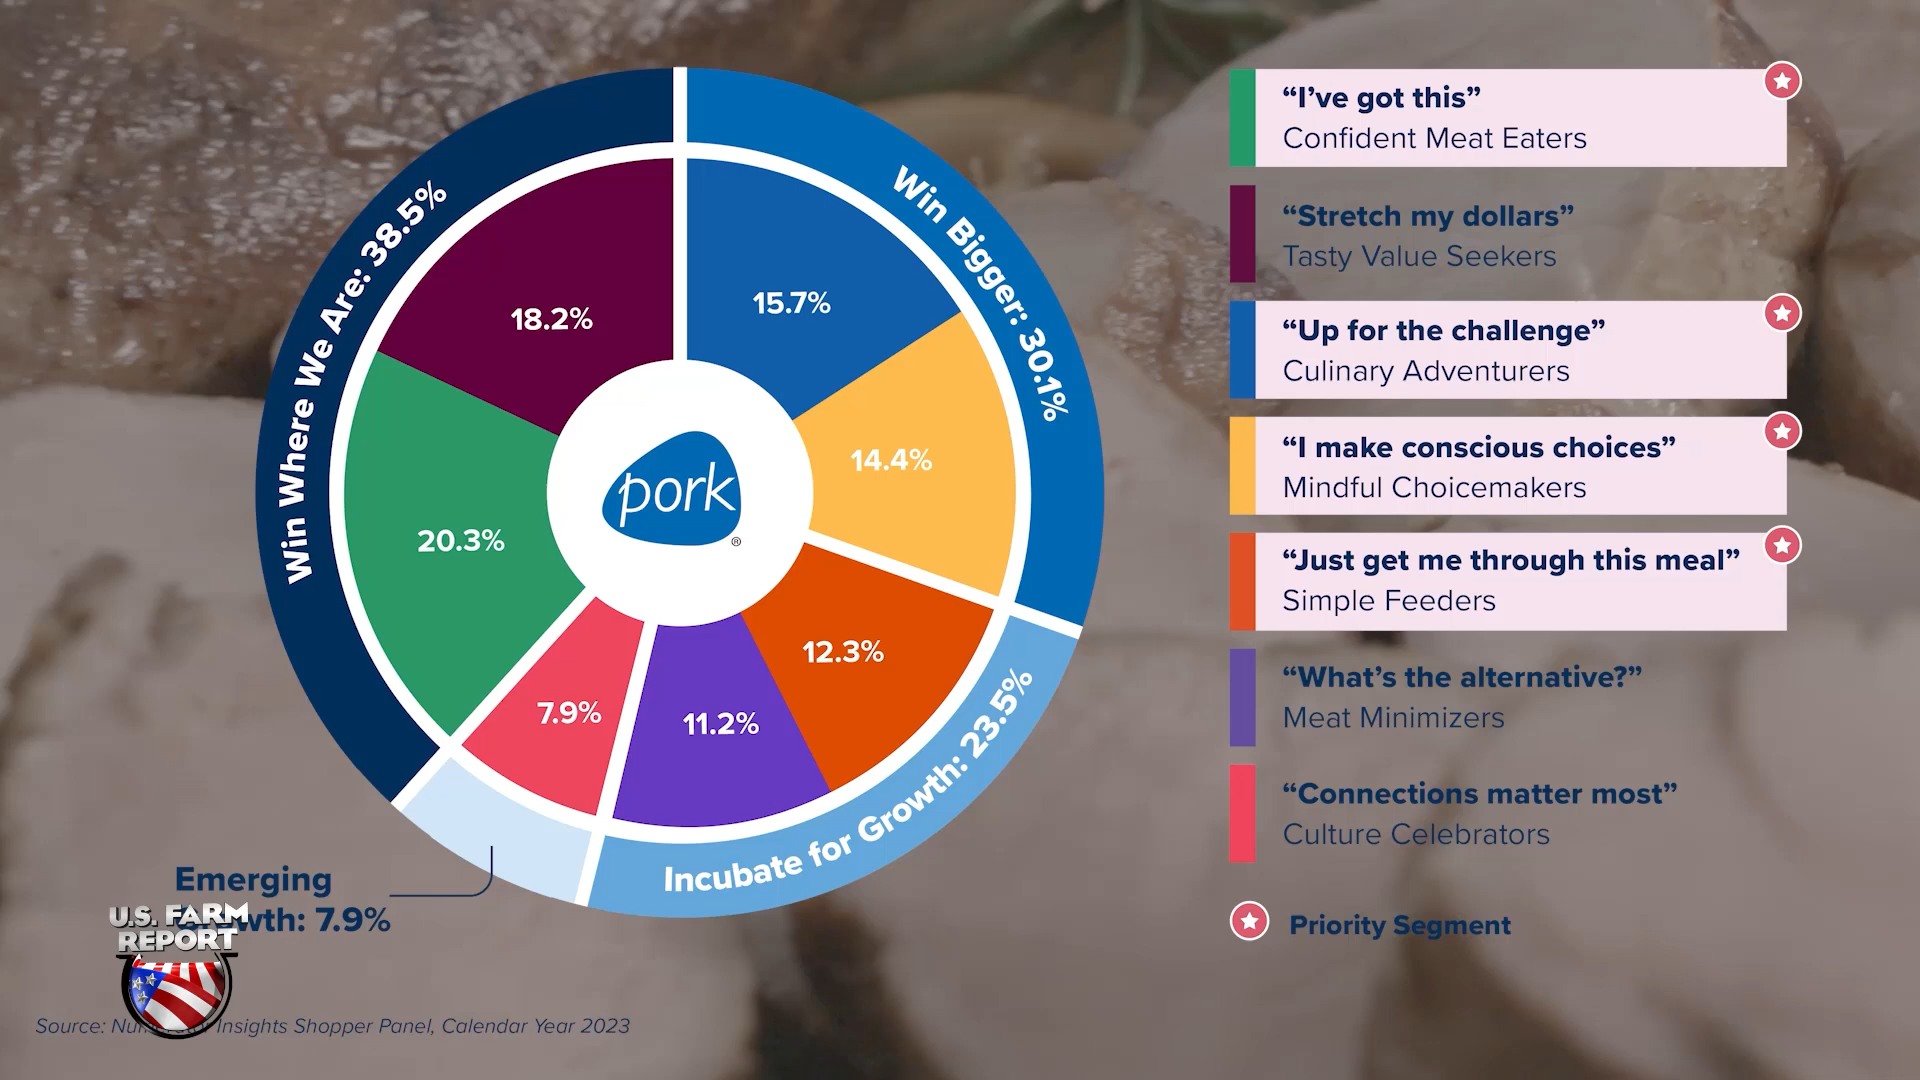 Win Where We Are: 38.5%
Win Bigger: 30.1%
Incubate for Growth: 23.5%
18.2%
15.7%
14.4%
20.3%
12.3%
11.2%
7.9%
pork
®
Emerging
7.9%
U.S. FARM
REPORT
Source: Insights Shopper Panel, Calendar Year 2023
“I’ve got this”
Confident Meat Eaters
“Stretch my dollars”
Tasty Value Seekers
“Up for the challenge”
Culinary Adventurers
“I make conscious choices”
Mindful Choicemakers
“Just get me through this meal”
Simple Feeders
“What’s the alternative?”
Meat Minimizers
“Connections matter most”
Culture Celebrators
Priority Segment